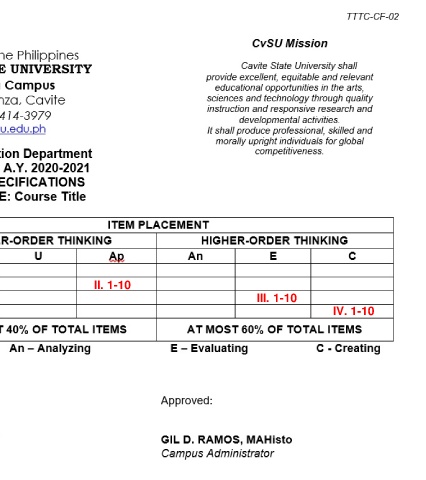 TTTC-CF-02
CvSU Mission
he Philippines
E UNIVERSITY
Campus
nza, Cavite
414-3979
u.edu.ph
Cavite State University shall
provide excellent, equitable and relevant
educational opportunities in the arts,
sciences and technology through quality
instruction and responsive research and
developmental activities.
It shall produce professional, skilled and
morally upright individuals for global
competitiveness.
tion Department
A.Y. 2020-2021
ECIFICATIONS
E: Course Title
ITEM PLACEMENT
R-ORDER THINKING HIGHER-ORDER THINKING
U Ap An E C
II. 1-10
III. 1-10
IV. 1-10
T 40% OF TOTAL ITEMS AT MOST 60% OF TOTAL ITEMS
An – Analyzing E – Evaluating C - Creating
Approved:
GIL D. RAMOS, MAHisto
Campus Administrator